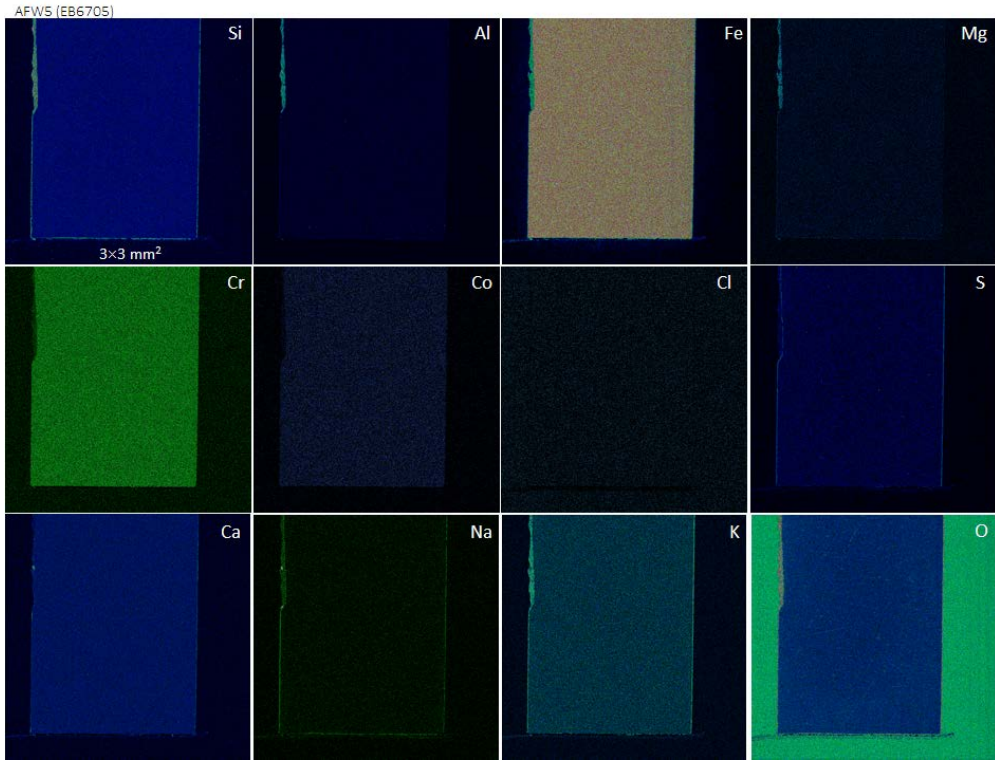 AFW5 (EB6705)
Si Al Fe Mg
3×3 mm²
Cr Co Cl S
Ca Na K O